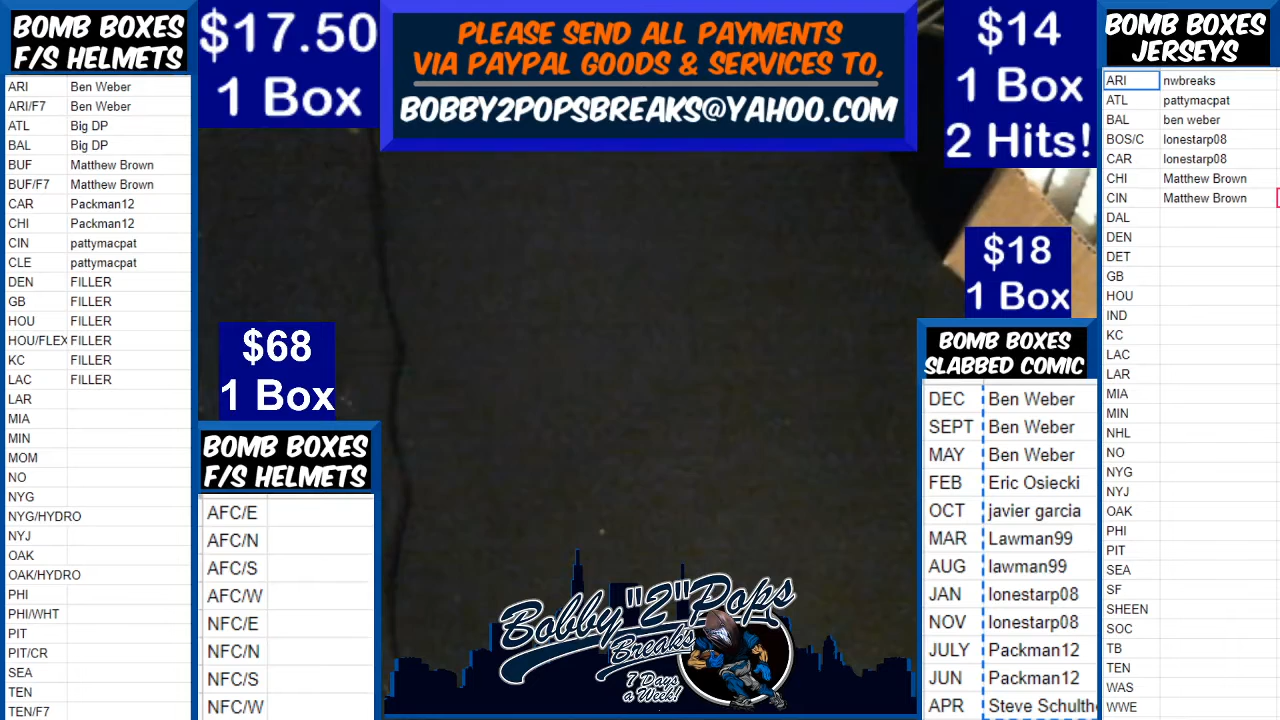 BOMB BOXES
F/S HELMETS
ARI Ben Weber
ARI/F7 Ben Weber
ATL Big DP
BAL Big DP
BUF Matthew Brown
BUF/F7 Matthew Brown
CAR Packman12
CHI Packman12
CIN pattymacpat
CLE pattymacpat
DEN FILLER
GB FILLER
HOU FILLER
HOU/FLEX FILLER
KC FILLER
LAC FILLER
LAR
MIA
MIN
MOM
NO
NYG
NYG/HYDRO
NYJ
OAK
OAK/HYDRO
PHI
PHI/WHT
PIT
PIT/CR
SEA
TEN
TEN/F7
$17.50
1 Box
$68
1 Box
BOMB BOXES
F/S HELMETS
AFC/E
AFC/N
AFC/S
AFC/W
NFC/E
NFC/N
NFC/S
NFC/W
PLEASE SEND ALL PAYMENTS
VIA PAYPAL GOODS & SERVICES TO,
BOBBY2POPSBREAKS@YAHOO.COM
Bobby "2" Pops
Breaks
7 Days
a Week!
$14
1 Box
2 Hits!
$18
1 Box
BOMB BOXES
SLABBED COMIC
DEC Ben Weber
SEPT Ben Weber
MAY Ben Weber
FEB Eric Osiecki
OCT javier garcia
MAR Lawman99
AUG lawman99
JAN lonestarp08
NOV lonestarp08
JULY Packman12
JUN Packman12
APR Steve Schulth
BOMB BOXES
JERSEYS
ARI nwbreaks
ATL pattymacpat
BAL ben weber
BOS/C lonestarp08
CAR lonestarp08
CHI Matthew Brown
CIN Matthew Brown
DAL
DEN
DET
GB
HOU
IND
KC
LAC
LAR
MIA
MIN
NHL
NO
NYG
NYJ
OAK
PHI
PIT
SEA
SF
SHEEN
SOC
TB
TEN
WAS
WWE